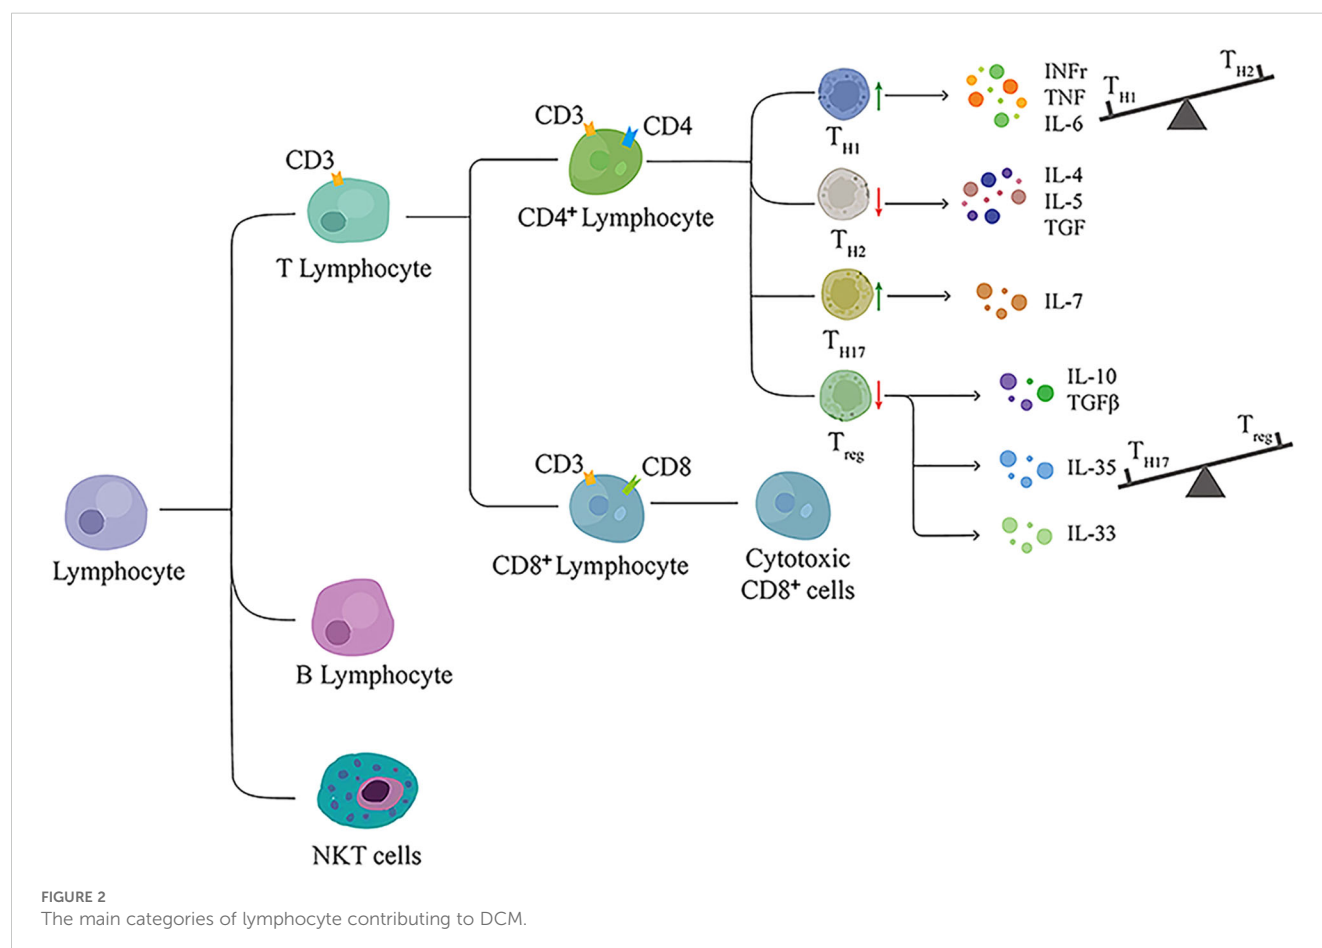 CD3
CD4
CD3
T Lymphocyte
CD4⁺ Lymphocyte
T_H1
INFr
TNF
IL-6
T_H1
T_H2
T_H2
IL-4
IL-5
TGF
T_H17
IL-7
T_reg
IL-10
TGFβ
IL-35
IL-33
T_H17
T_reg
Lymphocyte
CD3
CD8
CD8⁺ Lymphocyte
Cytotoxic
CD8⁺ cells
B Lymphocyte
NKT cells
FIGURE 2
The main categories of lymphocyte contributing to DCM.